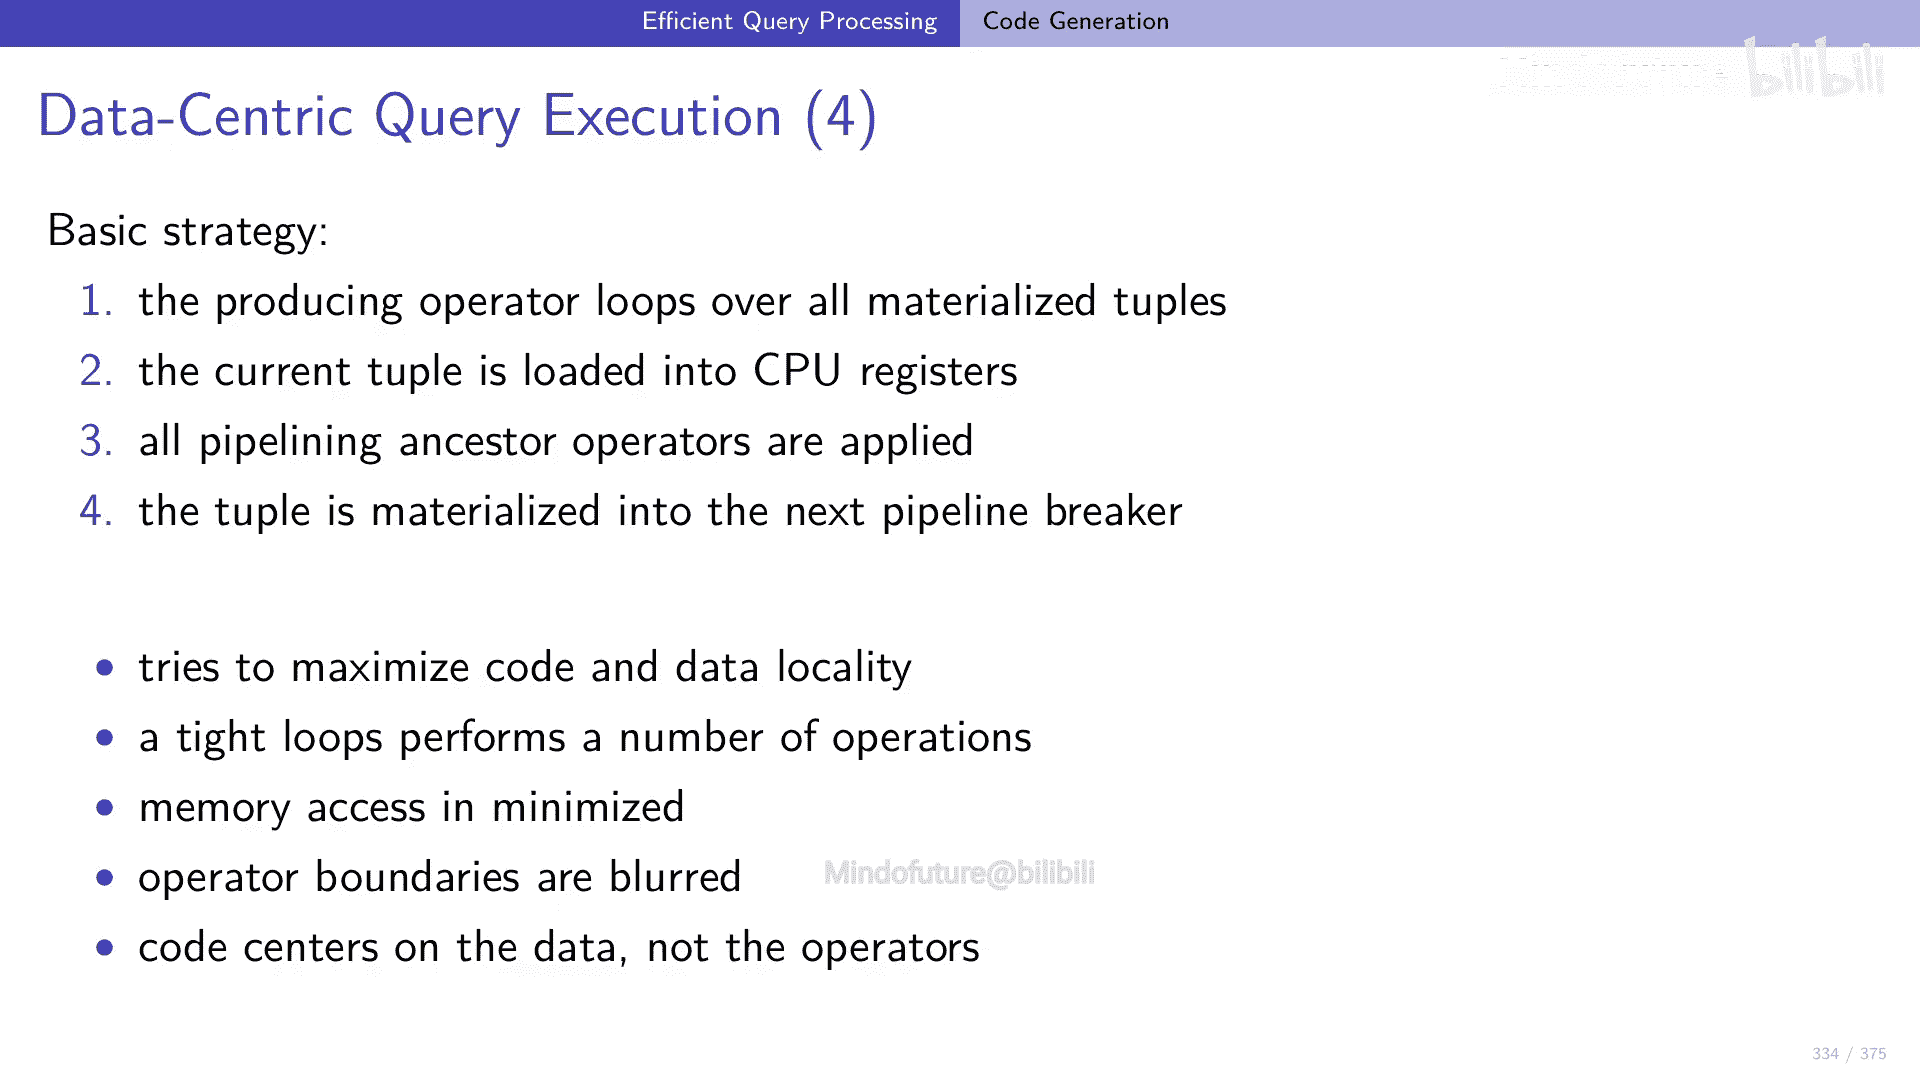 Efficient Query Processing Code Generation
bilibili
Data-Centric Query Execution (4)
Basic strategy:
1. the producing operator loops over all materialized tuples
2. the current tuple is loaded into CPU registers
3. all pipelining ancestor operators are applied
4. the tuple is materialized into the next pipeline breaker
• tries to maximize code and data locality
• a tight loops performs a number of operations
• memory access in minimized
• operator boundaries are blurred
Mindofuture@bilibili
• code centers on the data, not the operators
334 / 375